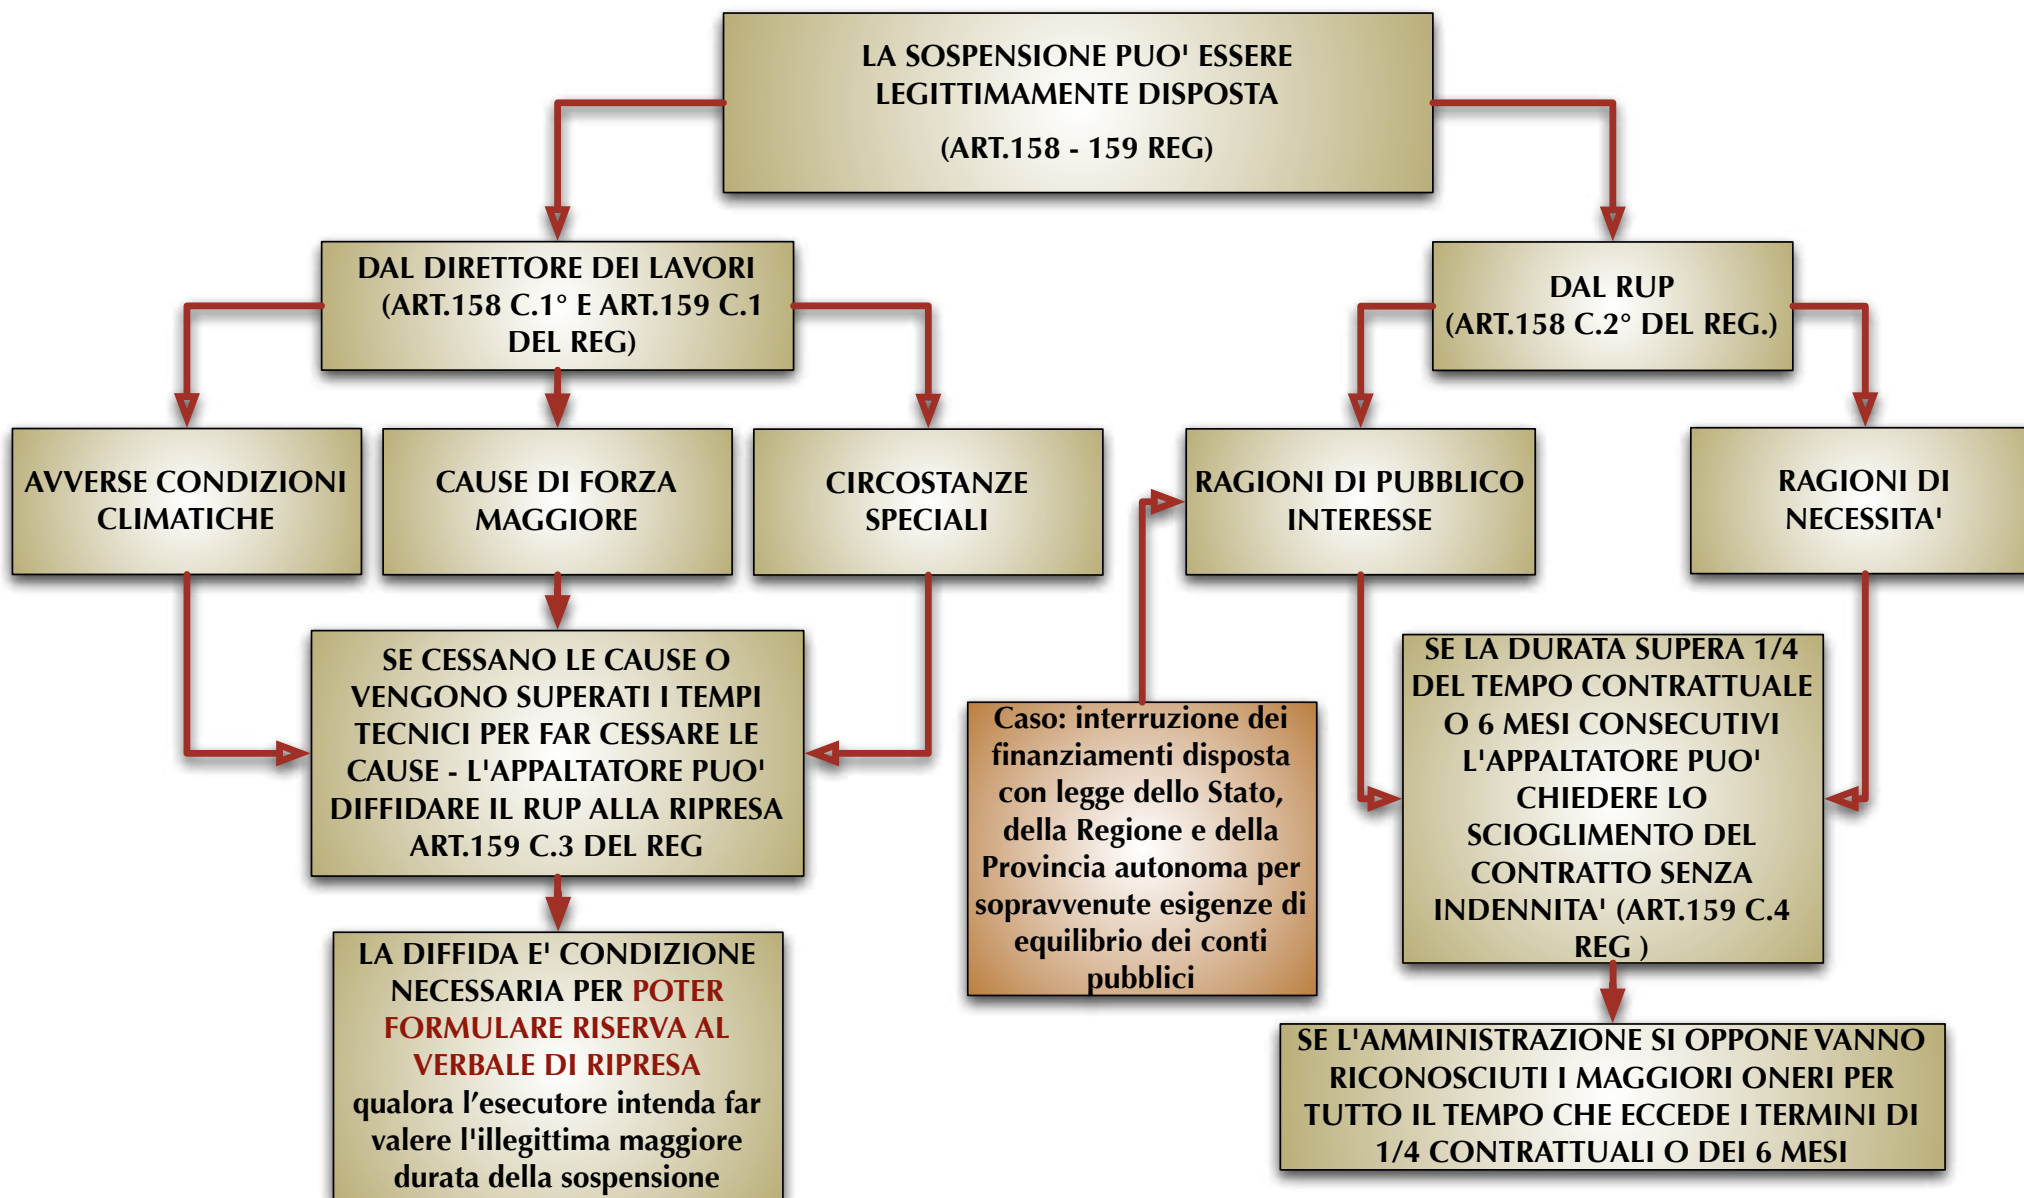 LA SOSPENSIONE PUO' ESSERE
LEGITTIMAMENTE DISPOSTA
(ART.158 - 159 REG)
DAL DIRETTORE DEI LAVORI
(ART.158 C.1° E ART.159 C.1
DEL REG)
DAL RUP
(ART.158 C.2° DEL REG.)
AVVERSE CONDIZIONI
CLIMATICHE
CAUSE DI FORZA
MAGGIORE
CIRCOSTANZE
SPECIALI
RAGIONI DI PUBBLICO
INTERESSE
RAGIONI DI
NECESSITA'
SE CESSANO LE CAUSE O
VENGONO SUPERATI I TEMPI
TECNICI PER FAR CESSARE LE
CAUSE - L'APPALTATORE PUO'
DIFFIDARE IL RUP ALLA RIPRESA
ART.159 C.3 DEL REG
Caso: interruzione dei
finanziamenti disposta
con legge dello Stato,
della Regione e della
Provincia autonoma per
sopravvenute esigenze di
equilibrio dei conti
pubblici
SE LA DURATA SUPERA 1/4
DEL TEMPO CONTRATTUALE
O 6 MESI CONSECUTIVI
L'APPALTATORE PUO'
CHIEDERE LO
SCIOGLIMENTO DEL
CONTRATTO SENZA
INDENNITA' (ART.159 C.4
REG )
LA DIFFIDA E' CONDIZIONE
NECESSARIA PER POTER
FORMULARE RISERVA AL
VERBALE DI RIPRESA
qualora l’esecutore intenda far
valere l'illegittima maggiore
durata della sospensione
SE L'AMMINISTRAZIONE SI OPPONE VANNO
RICONOSCIUTI I MAGGIORI ONERI PER
TUTTO IL TEMPO CHE ECCEDE I TERMINI DI
1/4 CONTRATTUALI O DEI 6 MESI